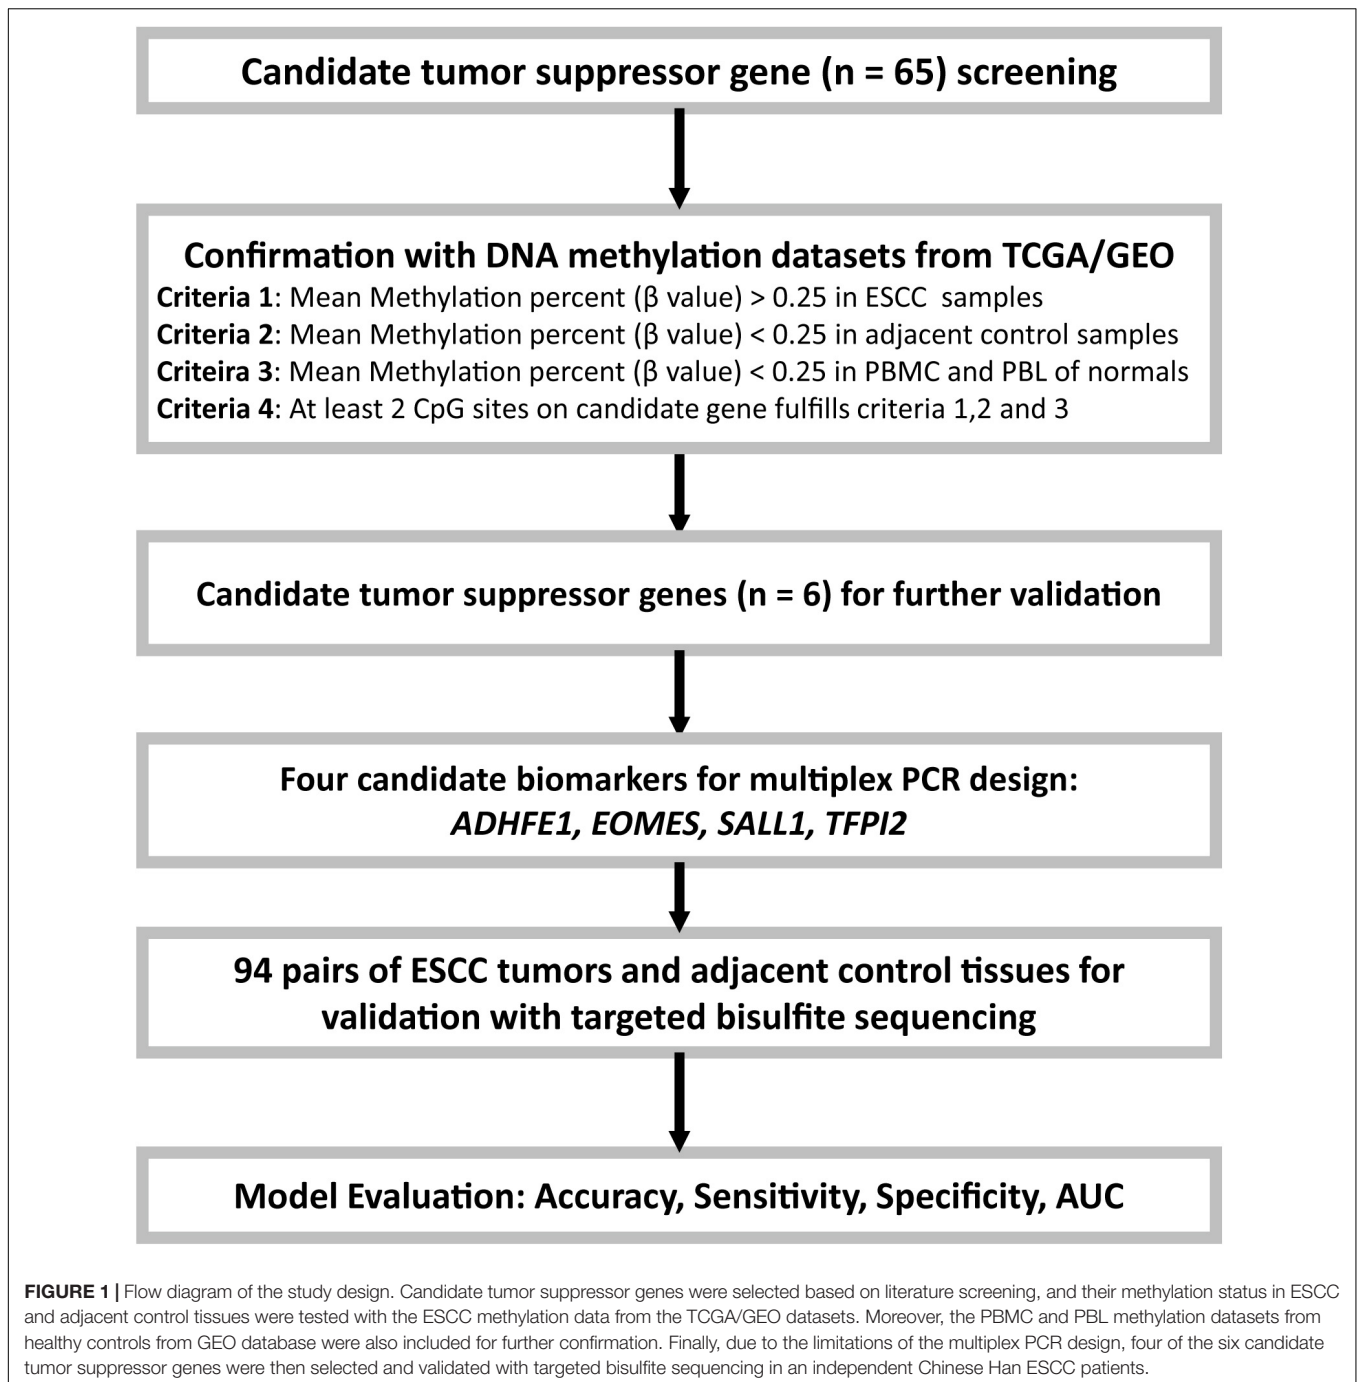 Candidate tumor suppressor gene (n = 65) screening
Confirmation with DNA methylation datasets from TCGA/GEO
Criteria 1: Mean Methylation percent (β value) > 0.25 in ESCC samples
Criteria 2: Mean Methylation percent (β value) < 0.25 in adjacent control samples
Criteira 3: Mean Methylation percent (β value) < 0.25 in PBMC and PBL of normals
Criteria 4: At least 2 CpG sites on candidate gene fulfills criteria 1,2 and 3
Candidate tumor suppressor genes (n = 6) for further validation
Four candidate biomarkers for multiplex PCR design:
ADHFE1, EOMES, SALL1, TFPI2
94 pairs of ESCC tumors and adjacent control tissues for
validation with targeted bisulfite sequencing
Model Evaluation: Accuracy, Sensitivity, Specificity, AUC
FIGURE 1 | Flow diagram of the study design. Candidate tumor suppressor genes were selected based on literature screening, and their methylation status in ESCC
and adjacent control tissues were tested with the ESCC methylation data from the TCGA/GEO datasets. Moreover, the PBMC and PBL methylation datasets from
healthy controls from GEO database were also included for further confirmation. Finally, due to the limitations of the multiplex PCR design, four of the six candidate
tumor suppressor genes were then selected and validated with targeted bisulfite sequencing in an independent Chinese Han ESCC patients.